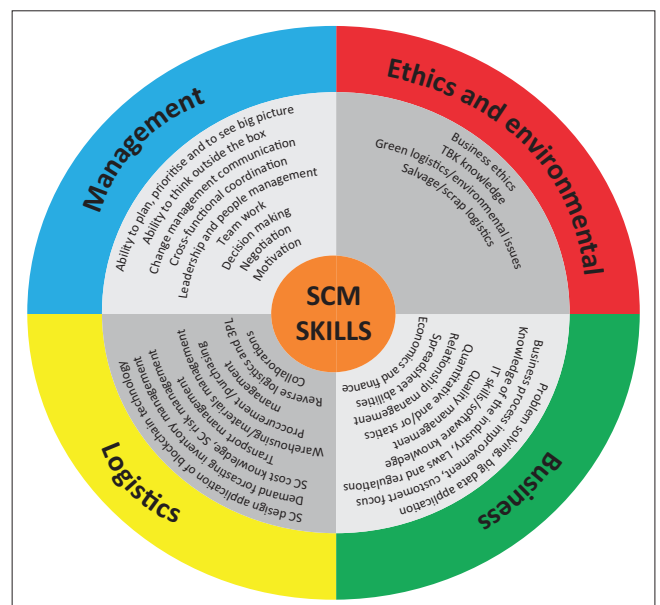 Management
Ability to plan, prioritise and to see big picture
Ability to think outside the box
Change management communication
Cross-functional coordination
Leadership and people management
Team work
Decision making
Negotiation
Motivation
Ethics and environmental
Business ethics
TBK knowledge
Green logistics/environmental issues
Salvage/scrap logistics
SCM
SKILLS
Logistics
SC design application of blockchain technology
Demand forecasting inventory management
SC cost knowledge, SC risk management
Transport management
Warehousing/materials management
Proccurement /purchasing
management
Reverse logistics and 3PL
Collaborations
Business
Problem solving, big data application
Business process improvement, customer focus
Knowledge of the industry, Laws and regulations
IT skills/software knowledge
Quality management
Quantitative and/or statics
Relationship management
Spreadsheet abilities
Economics and finance